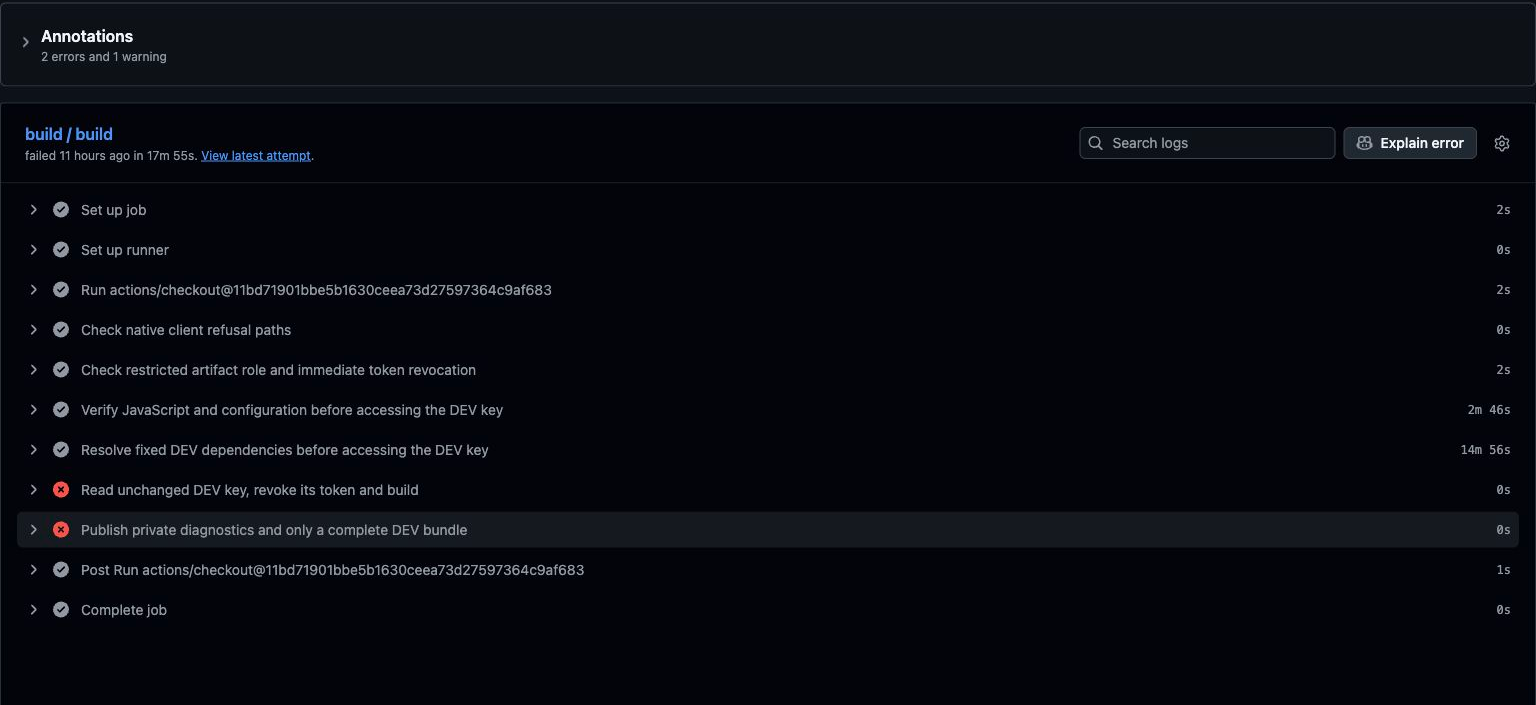 Annotations
2 errors and 1 warning
build / build
failed 11 hours ago in 17m 55s. View latest attempt.
Search logs
Explain error
Set up job 2s
Set up runner 0s
Run actions/checkout@11bd71901bbe5b1630ceea73d27597364c9af683 2s
Check native client refusal paths 0s
Check restricted artifact role and immediate token revocation 2s
Verify JavaScript and configuration before accessing the DEV key 2m 46s
Resolve fixed DEV dependencies before accessing the DEV key 14m 56s
Read unchanged DEV key, revoke its token and build 0s
Publish private diagnostics and only a complete DEV bundle 0s
Post Run actions/checkout@11bd71901bbe5b1630ceea73d27597364c9af683 1s
Complete job 0s